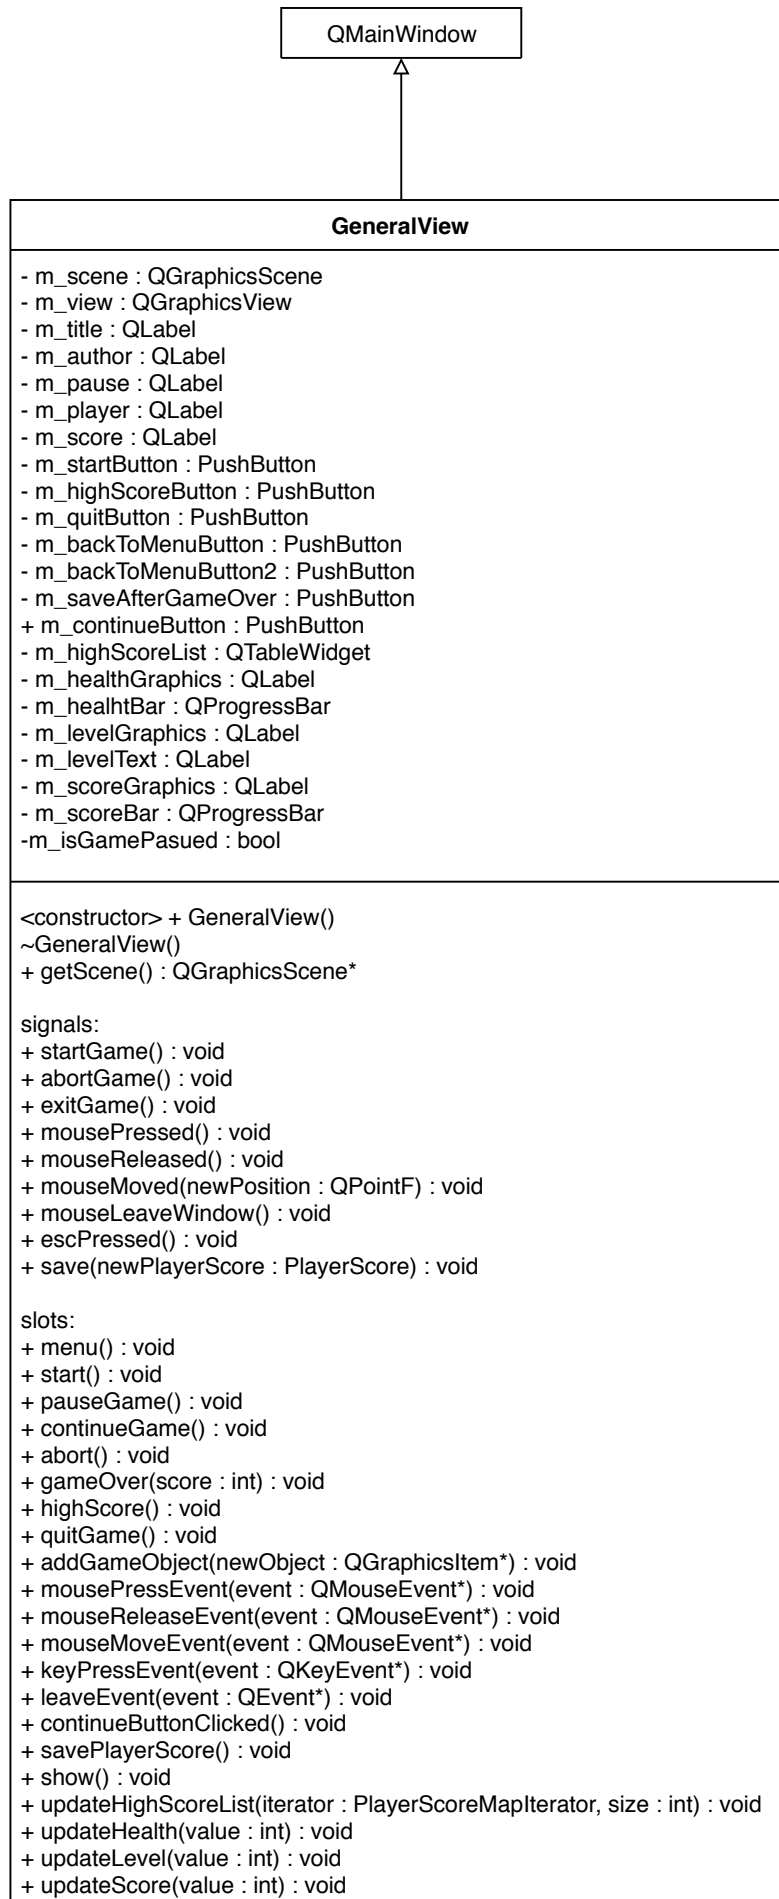 QMainWindow
GeneralView
- m_scene : QGraphicsScene
- m_view : QGraphicsView
- m_title : QLabel
- m_author : QLabel
- m_pause : QLabel
- m_player : QLabel
- m_score : QLabel
- m_startButton : PushButton
- m_highScoreButton : PushButton
- m_quitButton : PushButton
- m_backToMenuButton : PushButton
- m_backToMenuButton2 : PushButton
- m_saveAfterGameOver : PushButton
+ m_continueButton : PushButton
- m_highScoreList : QTableWidget
- m_healthGraphics : QLabel
- m_healhtBar : QProgressBar
- m_levelGraphics : QLabel
- m_levelText : QLabel
- m_scoreGraphics : QLabel
- m_scoreBar : QProgressBar
-m_isGamePasued : bool
<constructor> + GeneralView()
~GeneralView()
+ getScene() : QGraphicsScene*
signals:
+ startGame() : void
+ abortGame() : void
+ exitGame() : void
+ mousePressed() : void
+ mouseReleased() : void
+ mouseMoved(newPosition : QPointF) : void
+ mouseLeaveWindow() : void
+ escPressed() : void
+ save(newPlayerScore : PlayerScore) : void
slots:
+ menu() : void
+ start() : void
+ pauseGame() : void
+ continueGame() : void
+ abort() : void
+ gameOver(score : int) : void
+ highScore() : void
+ quitGame() : void
+ addGameObject(newObject : QGraphicsItem*) : void
+ mousePressEvent(event : QMouseEvent*) : void
+ mouseReleaseEvent(event : QMouseEvent*) : void
+ mouseMoveEvent(event : QMouseEvent*) : void
+ keyPressEvent(event : QKeyEvent*) : void
+ leaveEvent(event : QEvent*) : void
+ continueButtonClicked() : void
+ savePlayerScore() : void
+ show() : void
+ updateHighScoreList(iterator : PlayerScoreMapIterator, size : int) : void
+ updateHealth(value : int) : void
+ updateLevel(value : int) : void
+ updateScore(value : int) : void